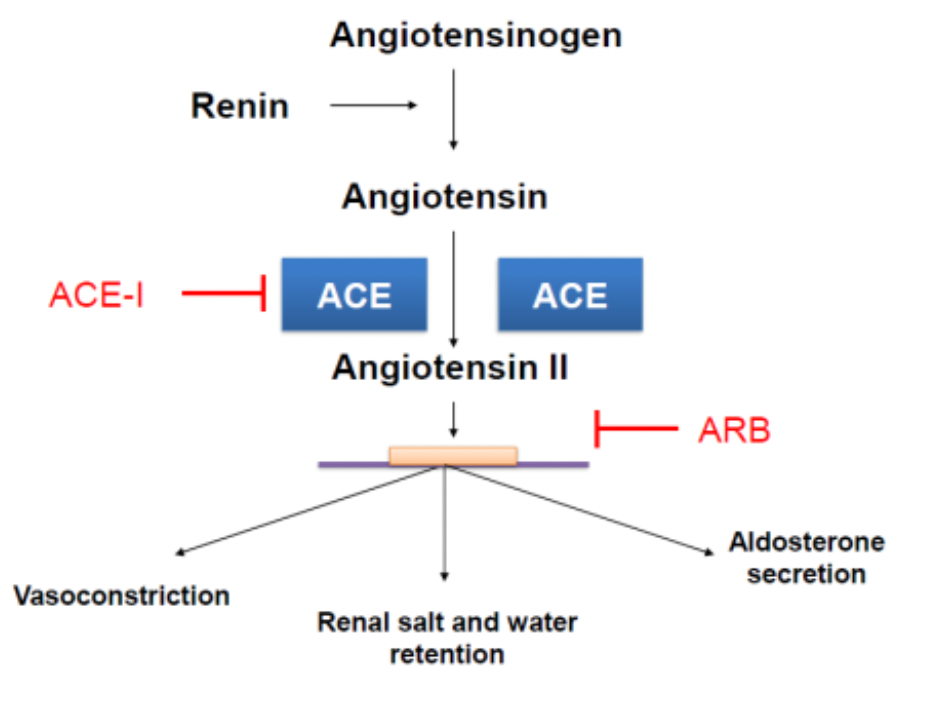 Angiotensinogen
Renin
Angiotensin
ACE-I
ACE
ACE
Angiotensin II
ARB
Aldosterone
secretion
Vasoconstriction
Renal salt and water
retention